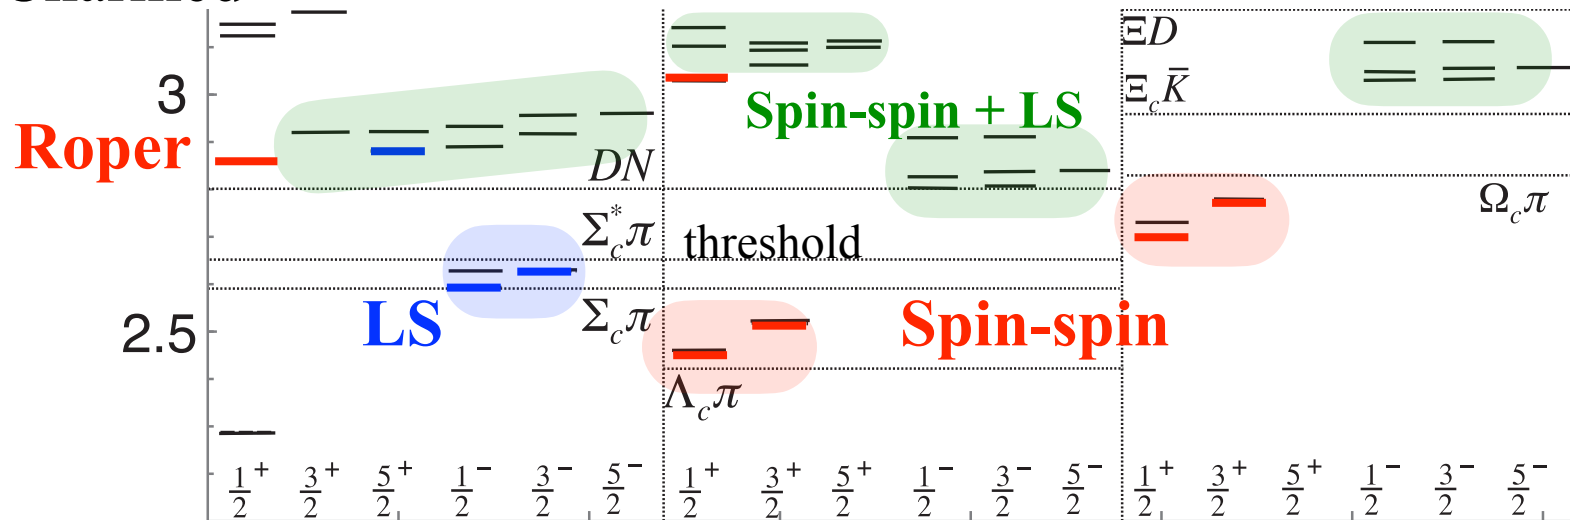 3
Roper
Spin-spin + LS
DN
ΞD
Ξ_c K̄
Σ_c^* π
threshold
Ω_c π
LS
Σ_c π
Spin-spin
2.5
Λ_c π
1/2 + 3/2 + 5/2 + 1/2 − 3/2 − 5/2 − 1/2 + 3/2 + 5/2 + 1/2 − 3/2 − 5/2 − 1/2 + 3/2 + 5/2 + 1/2 − 3/2 − 5/2 −